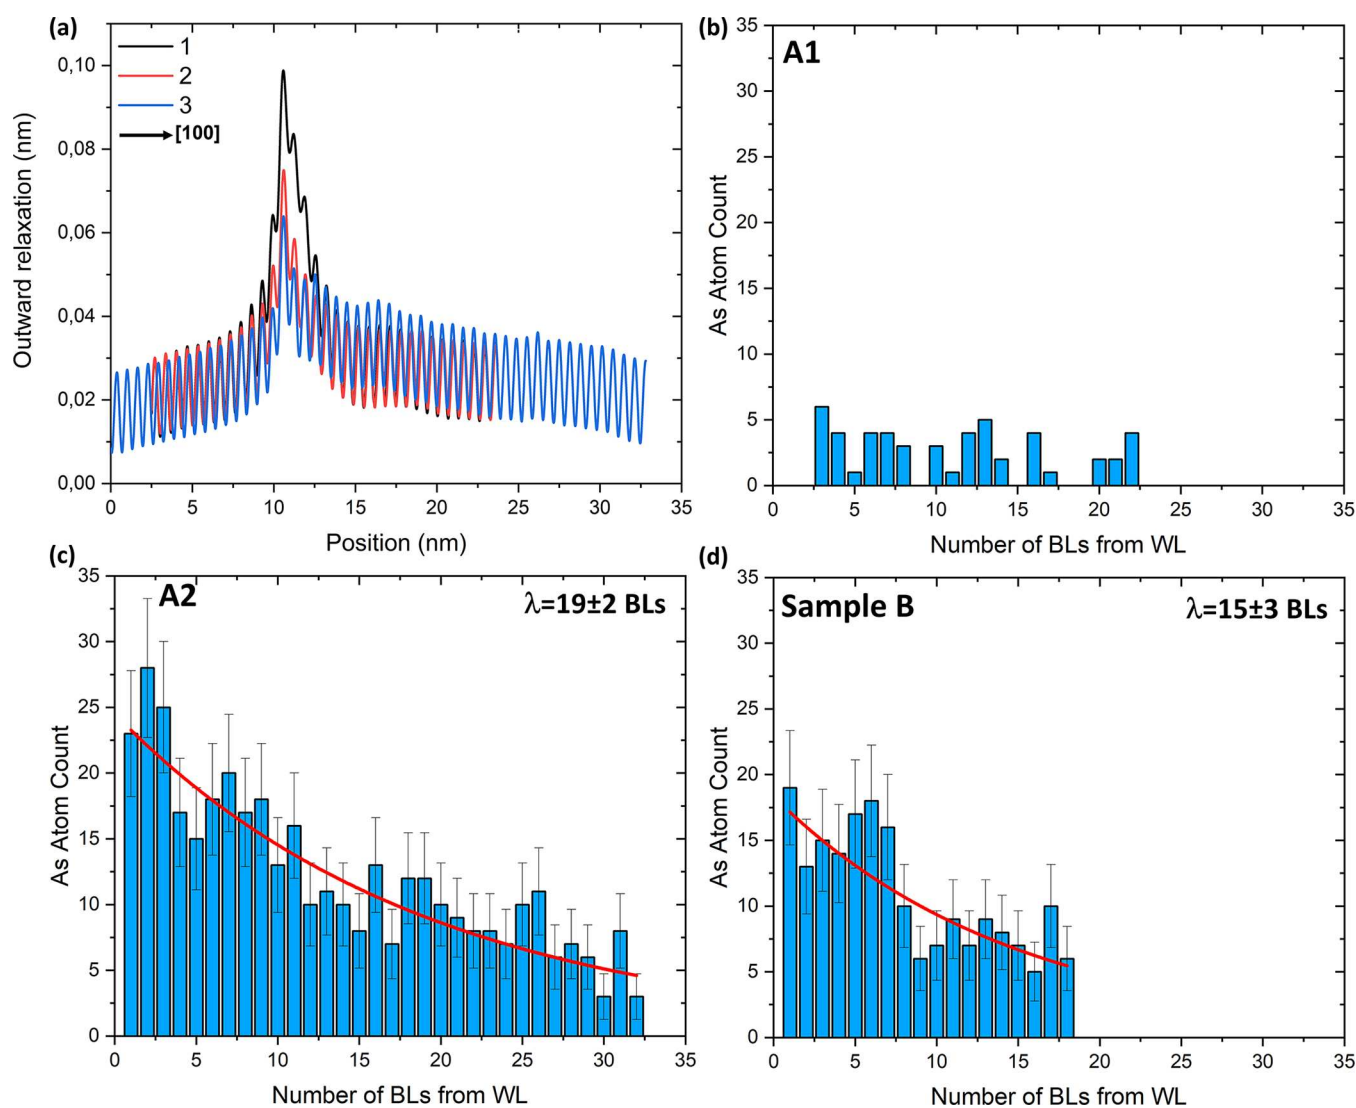 (a)
1
2
3
[100]
0,10
0,08
0,06
0,04
0,02
0,00
Outward relaxation (nm)
0 5 10 15 20 25 30 35
Position (nm)
(b)
A1
35
30
25
20
15
10
5
0
As Atom Count
0 5 10 15 20 25 30 35
Number of BLs from WL
(c)
A2
λ=19±2 BLs
35
30
25
20
15
10
5
0
As Atom Count
0 5 10 15 20 25 30 35
Number of BLs from WL
(d)
Sample B
λ=15±3 BLs
35
30
25
20
15
10
5
0
As Atom Count
0 5 10 15 20 25 30 35
Number of BLs from WL